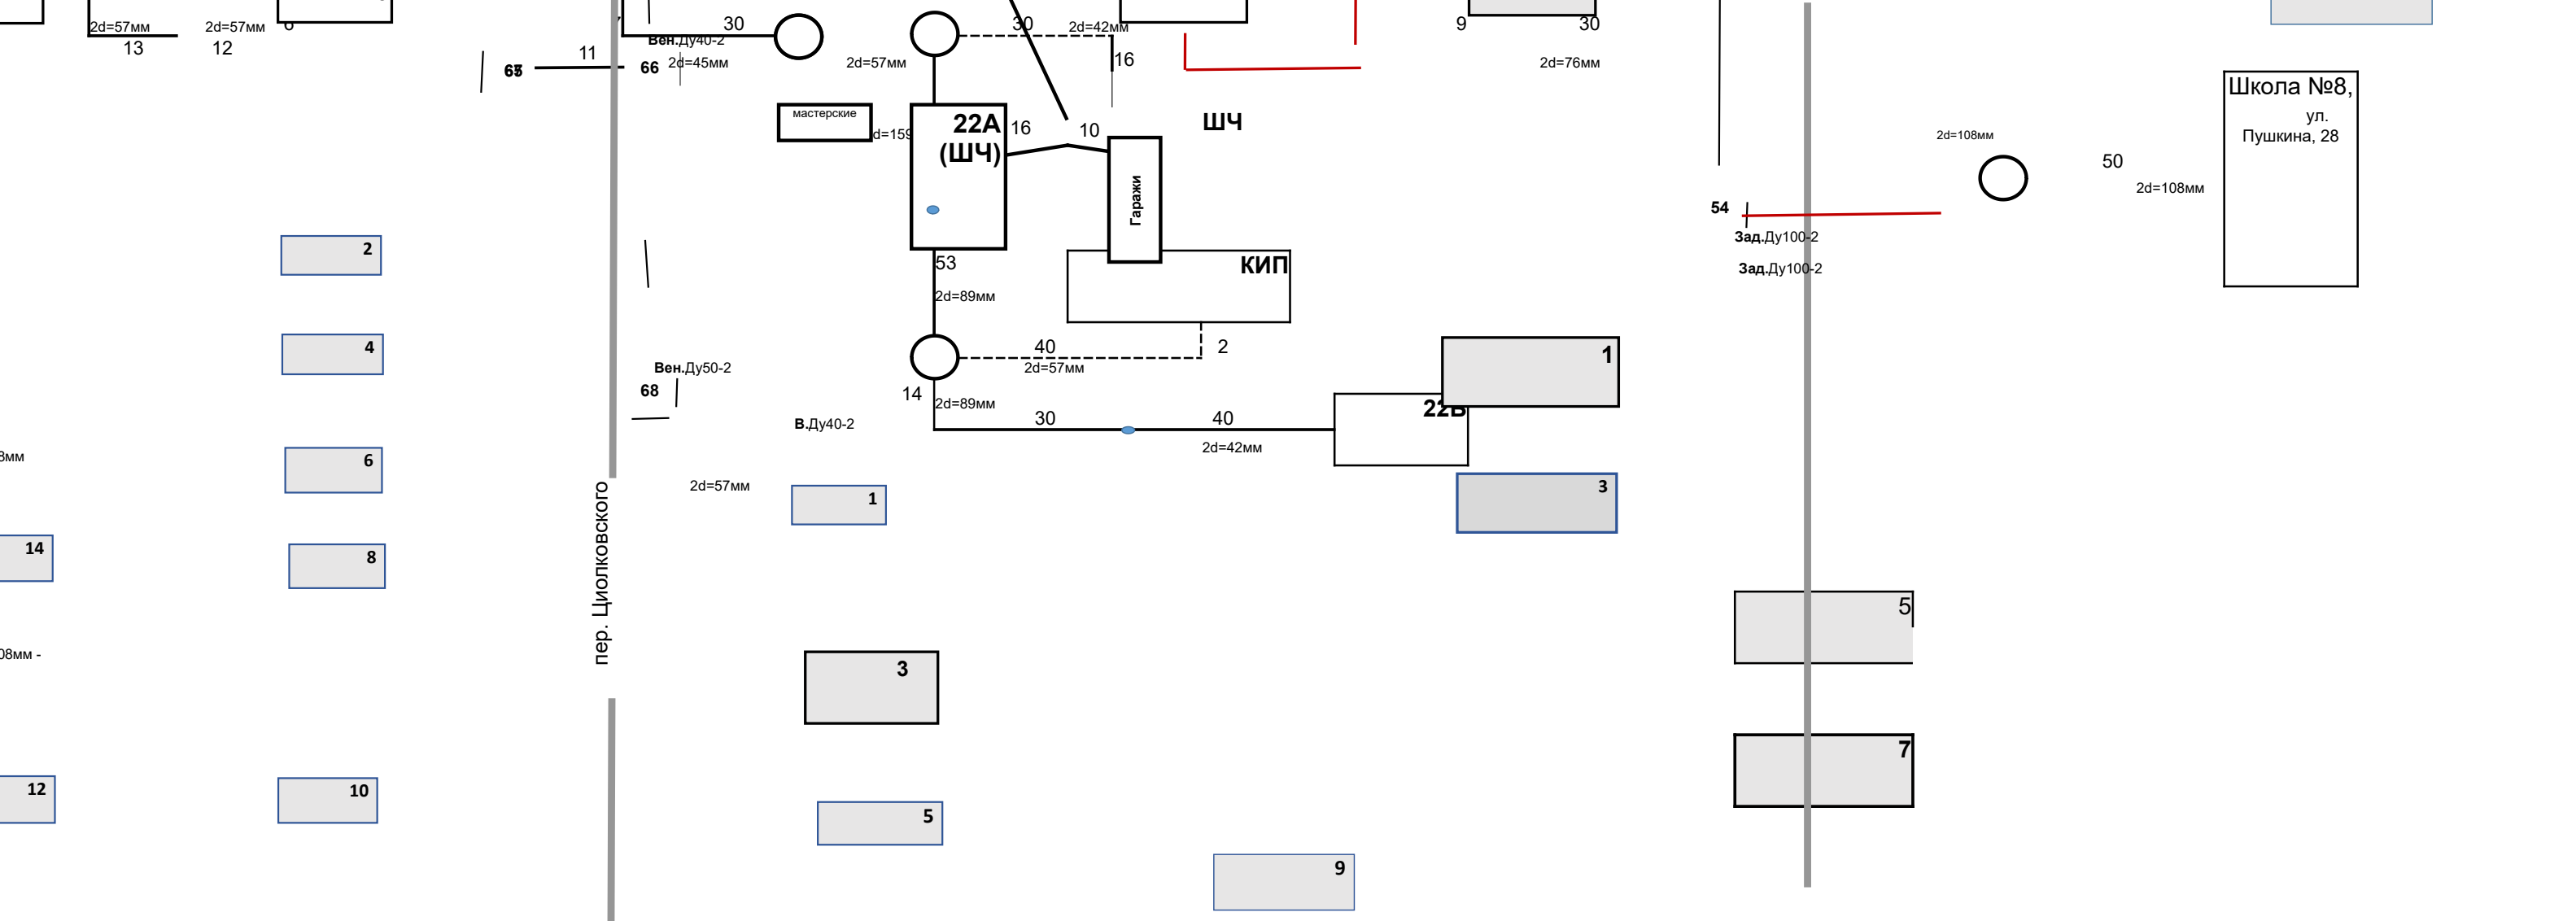 2d=57мм
13
2d=57мм
12
11
30
Вен.Ду40-2
66
2d=45мм
2d=57мм
30
2d=42мм
16
9
30
2d=76мм
мастерские
22А
(ШЧ)
16
10
ШЧ
Гаражи
КИП
53
2d=89мм
40
2
2d=57мм
14
2d=89мм
30
40
2d=42мм
1
3
54
Зад.Ду100-2
Зад.Ду100-2
2d=108мм
50
2d=108мм
Школа №8,
ул.
Пушкина, 28
2
4
6
8
10
14
12
8мм
08мм -
Вен.Ду50-2
68
В.Ду40-2
2d=57мм
1
пер. Циолковского
3
5
9
5
7